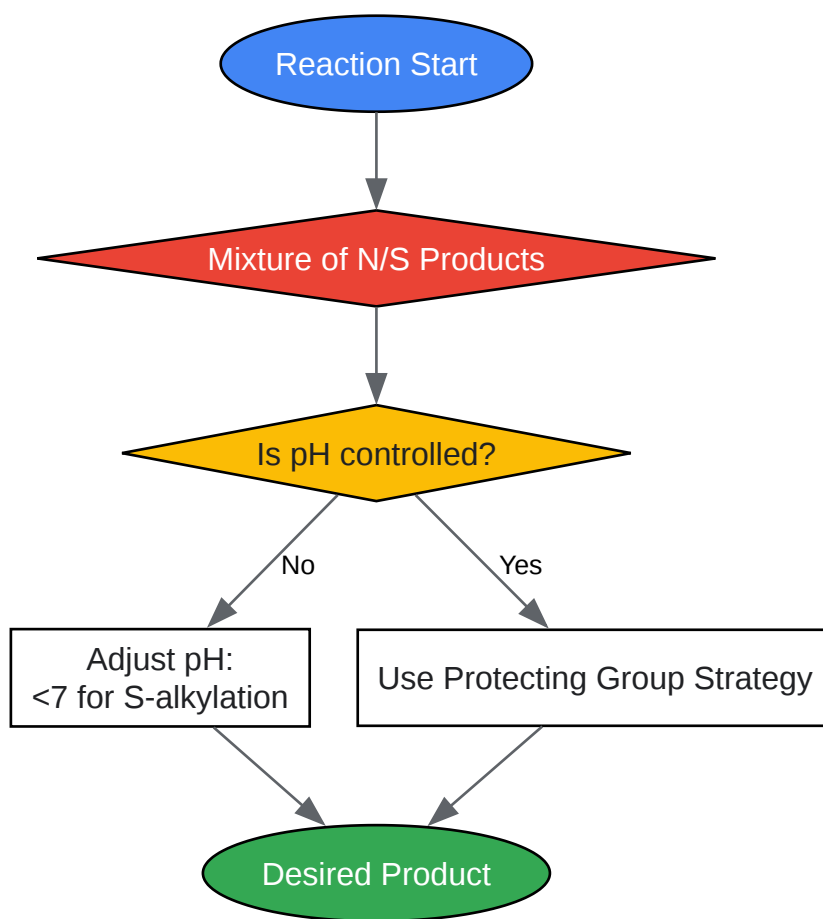 Reaction Start
Mixture of N/S Products
Is pH controlled?
No
Yes
Adjust pH:
<7 for S-alkylation
Use Protecting Group Strategy
Desired Product